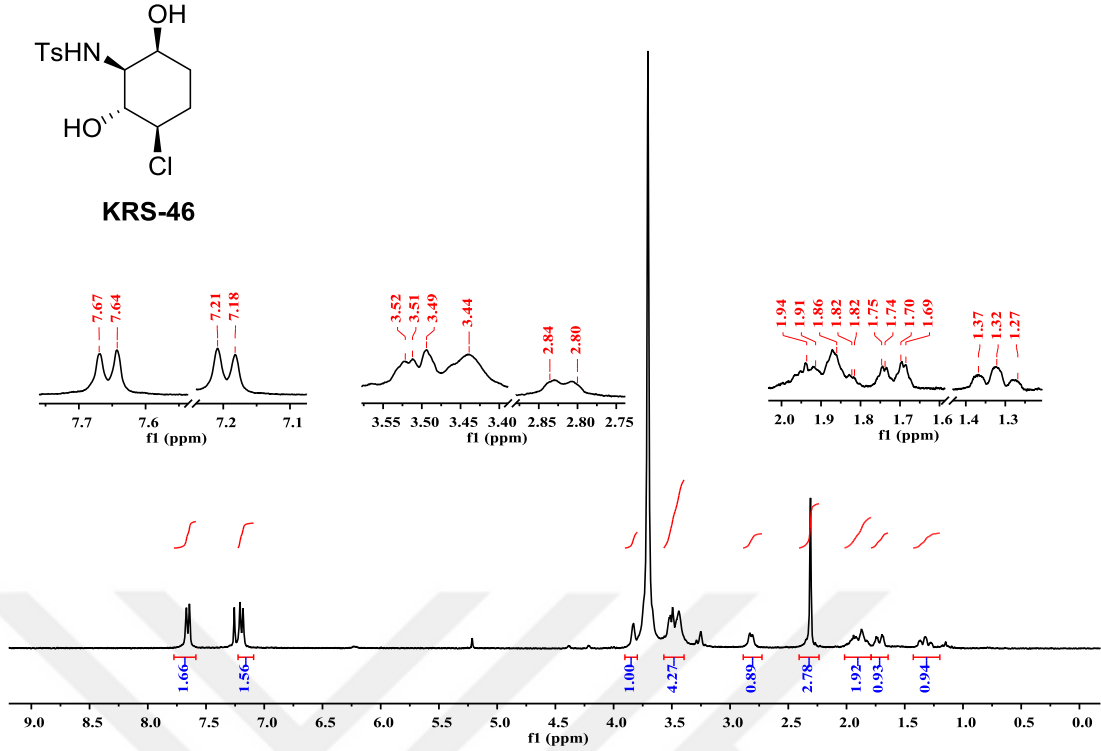 OH
TsHN
HO
Cl
KRS-46
7.67 7.64 7.21 7.18 3.52 3.51 3.49 3.44 2.84 2.80 1.94 1.91 1.86 1.82 1.82 1.75 1.74 1.70 1.69 1.37 1.32 1.27
7.7 7.6 7.2 7.1 3.55 3.50 3.45 3.40 2.85 2.80 2.75 2.0 1.9 1.8 1.7 1.6 1.4 1.3
f1 (ppm) f1 (ppm) f1 (ppm)
1.66 1.56 1.00 4.27 0.89 2.78 1.92 0.93 0.94
9.0 8.5 8.0 7.5 7.0 6.5 6.0 5.5 5.0 4.5 4.0 3.5 3.0 2.5 2.0 1.5 1.0 0.5 0.0
f1 (ppm)